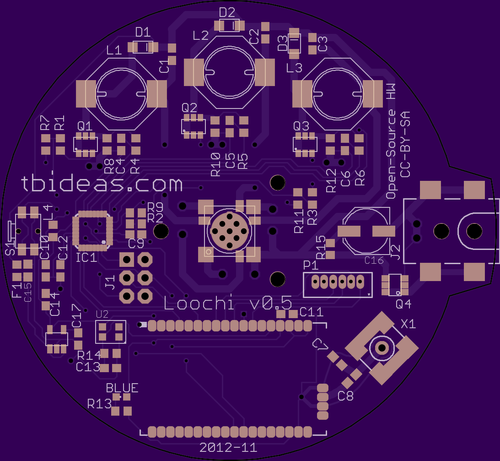 D2
D1
L2
C2
D3
C3
L1
C1
L3
Q2
R7
R1
Q1
R8
C4
R4
R10
C5
R5
Q3
R12
C6
R6
Open-Source HW
CC-BY-SA
tbideas.com
R9
R2
C9
R11
R3
L4
S1
IC1
C10
C12
R15
C16
J2
F1
C15
J1
P1
Q4
C14
Loochi v0.5
C11
U2
C17
X1
R14
C13
C7
BLUE
R13
C8
2012-11